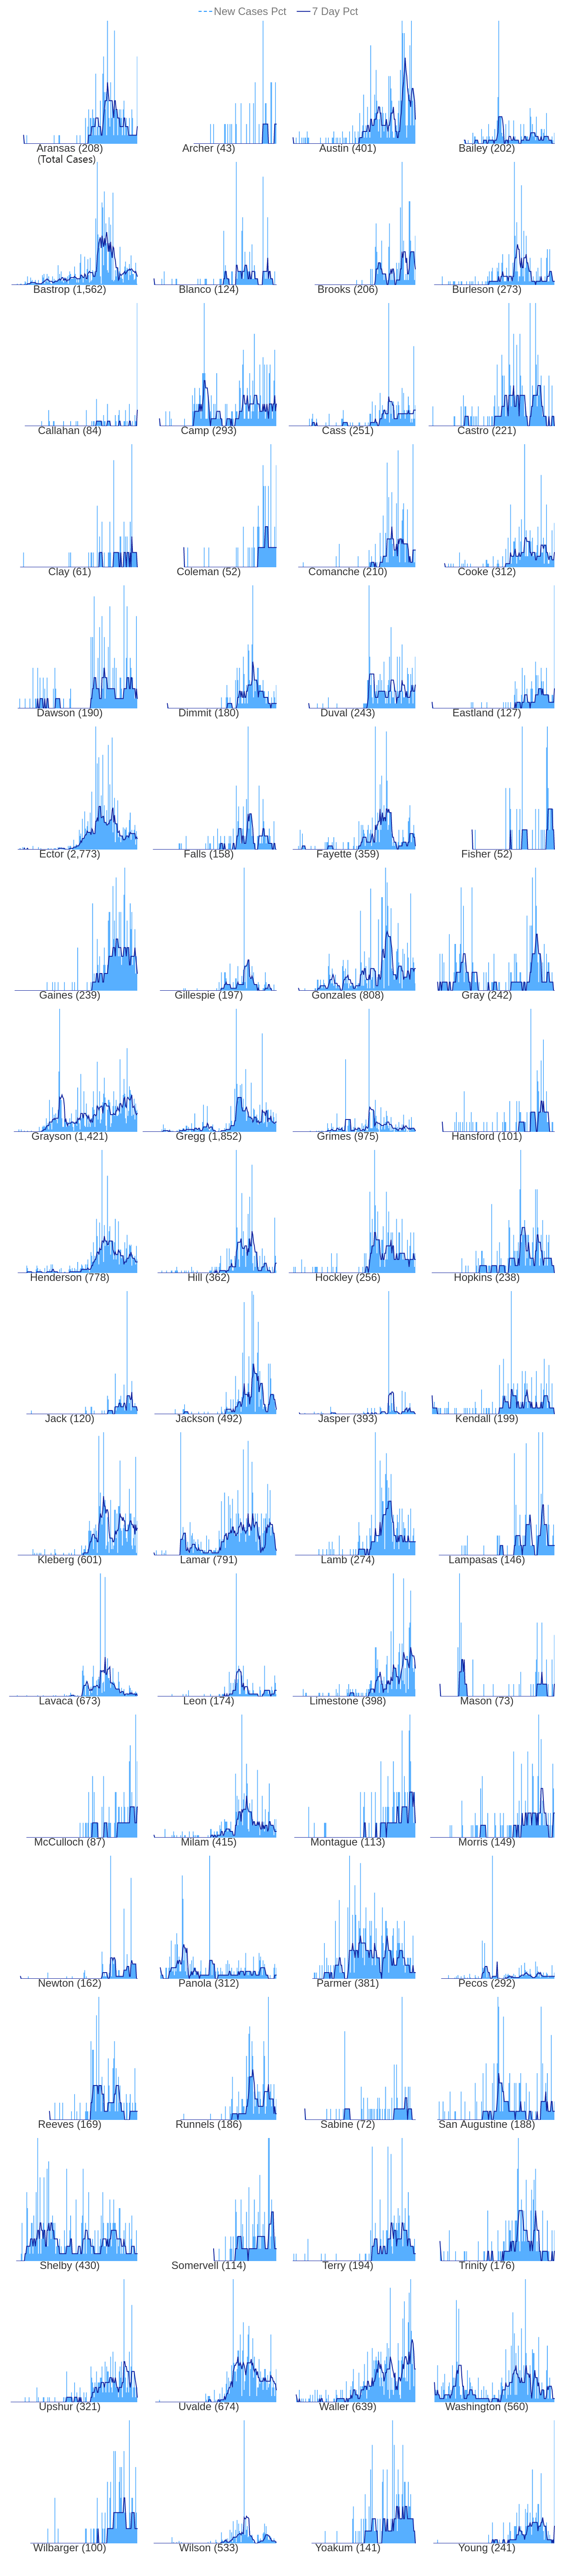 New Cases Pct 7 Day Pct
Aransas (208) Archer (43) Austin (401) Bailey (202)
(Total Cases)
Bastrop (1,562) Blanco (124) Brooks (206) Burleson (273)
Callahan (84) Camp (293) Cass (251) Castro (221)
Clay (61) Coleman (52) Comanche (210) Cooke (312)
Dawson (190) Dimmit (180) Duval (243) Eastland (127)
Ector (2,773) Falls (158) Fayette (359) Fisher (52)
Gaines (239) Gillespie (197) Gonzales (808) Gray (242)
Grayson (1,421) Gregg (1,852) Grimes (975) Hansford (101)
Henderson (778) Hill (362) Hockley (256) Hopkins (238)
Jack (120) Jackson (492) Jasper (393) Kendall (199)
Kleberg (601) Lamar (791) Lamb (274) Lampasas (146)
Lavaca (673) Leon (174) Limestone (398) Mason (73)
McCulloch (87) Milam (415) Montague (113) Morris (149)
Newton (162) Panola (312) Parmer (381) Pecos (292)
Reeves (169) Runnels (186) Sabine (72) San Augustine (188)
Shelby (430) Somervell (114) Terry (194) Trinity (176)
Upshur (321) Uvalde (674) Waller (639) Washington (560)
Wilbarger (100) Wilson (533) Yoakum (141) Young (241)